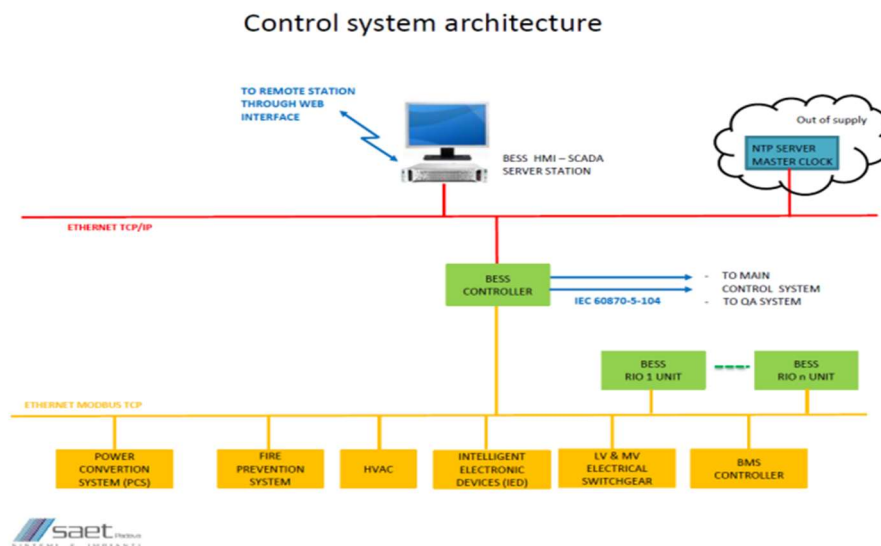 Control system architecture
TO REMOTE STATION
THROUGH WEB
INTERFACE
BESS HMI – SCADA
SERVER STATION
Out of supply
NTP SERVER
MASTER CLOCK
ETHERNET TCP/IP
BESS
CONTROLLER
IEC 60870-5-104
- TO MAIN
CONTROL SYSTEM
- TO QA SYSTEM
BESS
RIO 1 UNIT
BESS
RIO n UNIT
ETHERNET MODBUS TCP
POWER
CONVERTION
SYSTEM (PCS)
FIRE
PREVENTION
SYSTEM
HVAC
INTELLIGENT
ELECTRONIC
DEVICES (IED)
LV & MV
ELECTRICAL
SWITCHGEAR
BMS
CONTROLLER
saet Padova